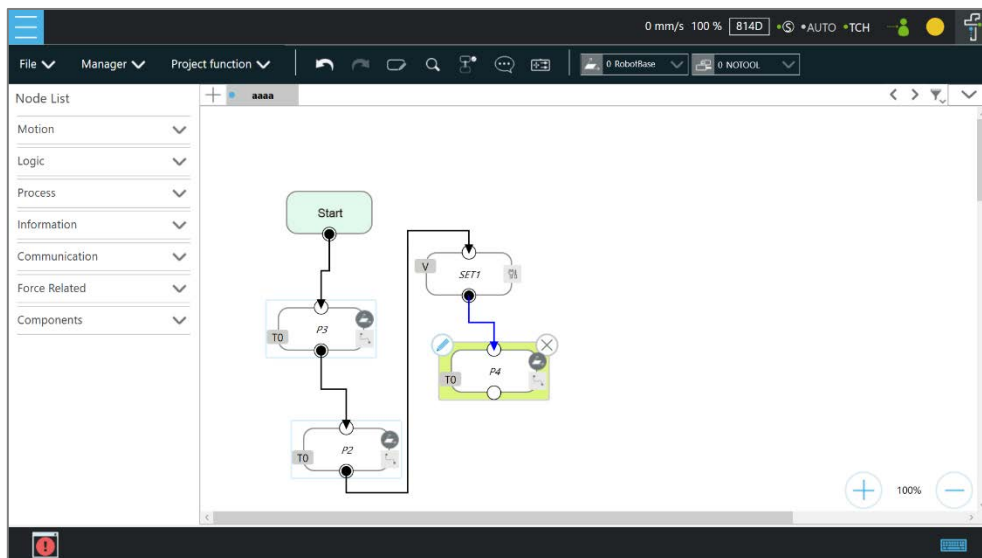 0 mm/s 100 % 814D •Ⓢ •AUTO •TCH
File Manager Project function 0 RobotBase 0 NOTOOL
Node List
aaaa
Motion
Logic
Process
Information
Communication
Force Related
Components
Start
V SET1
P3
T0
P4
T0
P2
T0
100%